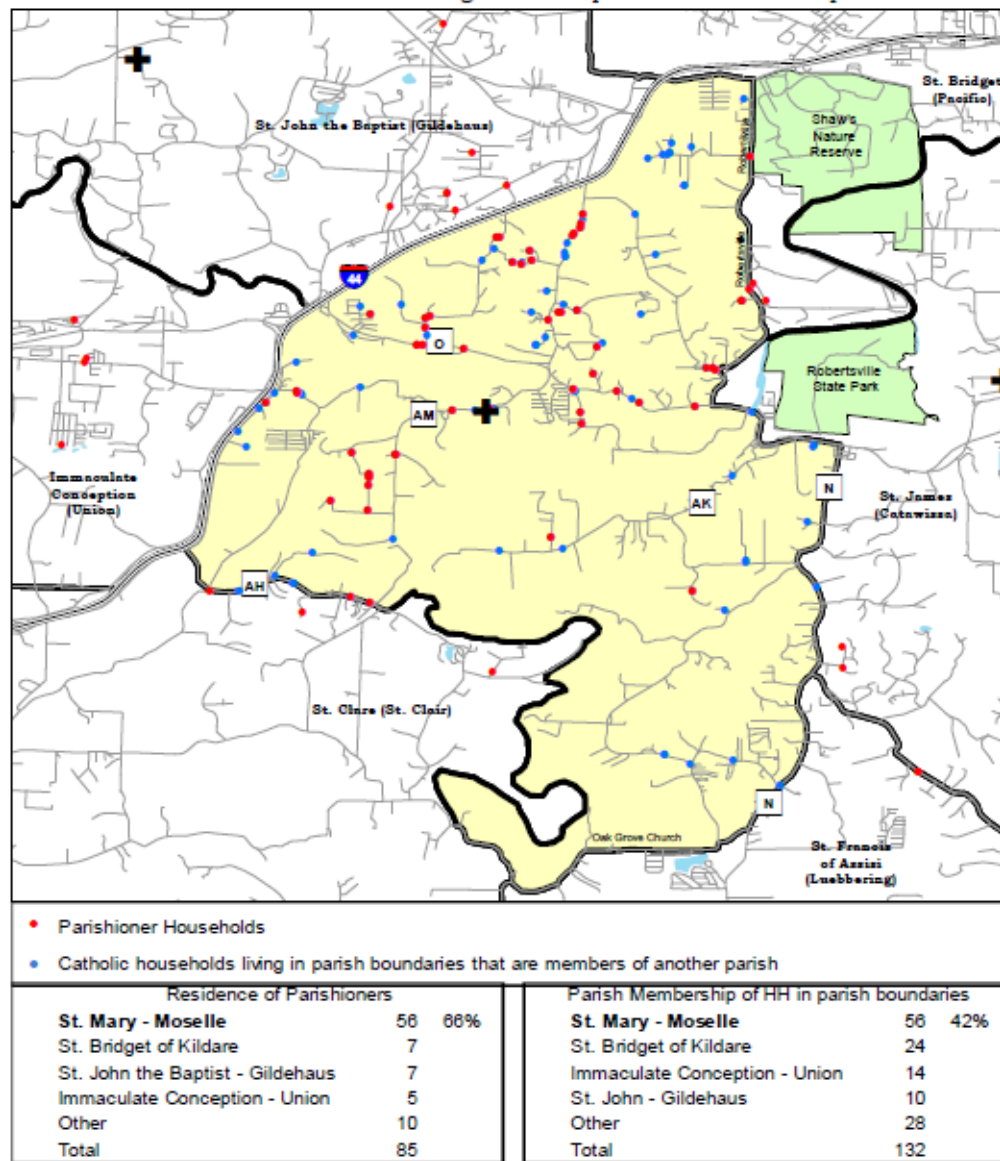 St. Bridget
(Pacific)
Shaw's
Nature
Reserve
St. John the Baptist (Gildehaus)
Robertsville
Robertsville
44
O
Robertsville
State Park
AM
Immaculate
Conception
(Union)
N
AK
St. James
(Catawissa)
AH
St. Clare (St. Clair)
N
Oak Grove Church
St. Francis
of Assisi
(Luebbering)
Parishioner Households
Catholic households living in parish boundaries that are members of another parish
Residence of Parishioners
St. Mary - Moselle 56 66%
St. Bridget of Kildare 7
St. John the Baptist - Gildehaus 7
Immaculate Conception - Union 5
Other 10
Total 85
Parish Membership of HH in parish boundaries
St. Mary - Moselle 56 42%
St. Bridget of Kildare 24
Immaculate Conception - Union 14
St. John - Gildehaus 10
Other 28
Total 132